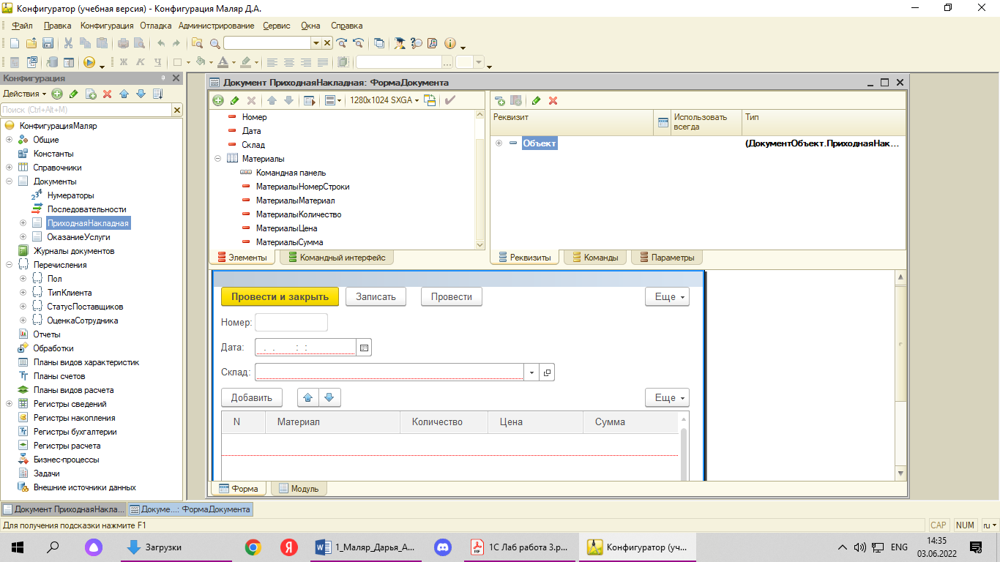 Конфигуратор (учебная версия) - Конфигурация Маляр Д.А.
Файл Правка Конфигурация Отладка Администрирование Сервис Окна Справка
Ж К Ч А
Конфигурация
Действия
Поиск (Ctrl+Alt+M)
КонфигурацияМаляр
Общие
Константы
Справочники
Документы
Нумераторы
Последовательности
ПриходнаяНакладная
ОказаниеУслуги
Журналы документов
Перечисления
Пол
ТипКлиента
СтатусПоставщиков
ОценкаСотрудника
Отчеты
Обработки
Планы видов характеристик
Планы счетов
Планы видов расчета
Регистры сведений
Регистры накопления
Регистры бухгалтерии
Регистры расчета
Бизнес-процессы
Задачи
Внешние источники данных
Документ ПриходнаяНакладная: ФормаДокумента
1280x1024 SXGA
Номер
Дата
Склад
Материалы
Командная панель
МатериалыНомерСтроки
МатериалыМатериал
МатериалыКоличество
МатериалыЦена
МатериалыСумма
Элементы Командный интерфейс
Реквизит Использовать всегда Тип
Объект (ДокументОбъект.ПриходнаяНак...
Реквизиты Команды Параметры
Провести и закрыть Записать Провести Еще
Номер:
Дата: . . : :
Склад:
Добавить Еще
N Материал Количество Цена Сумма
Форма Модуль
Документ ПриходнаяНакла... Докуме...: ФормаДокумента
Для получения подсказки нажмите F1 CAP NUM ru
Загрузки Я 1_Маляр_Дарья_А... 1С Лаб работа 3.p... Конфигуратор (уч... ENG
14:35
03.06.2022